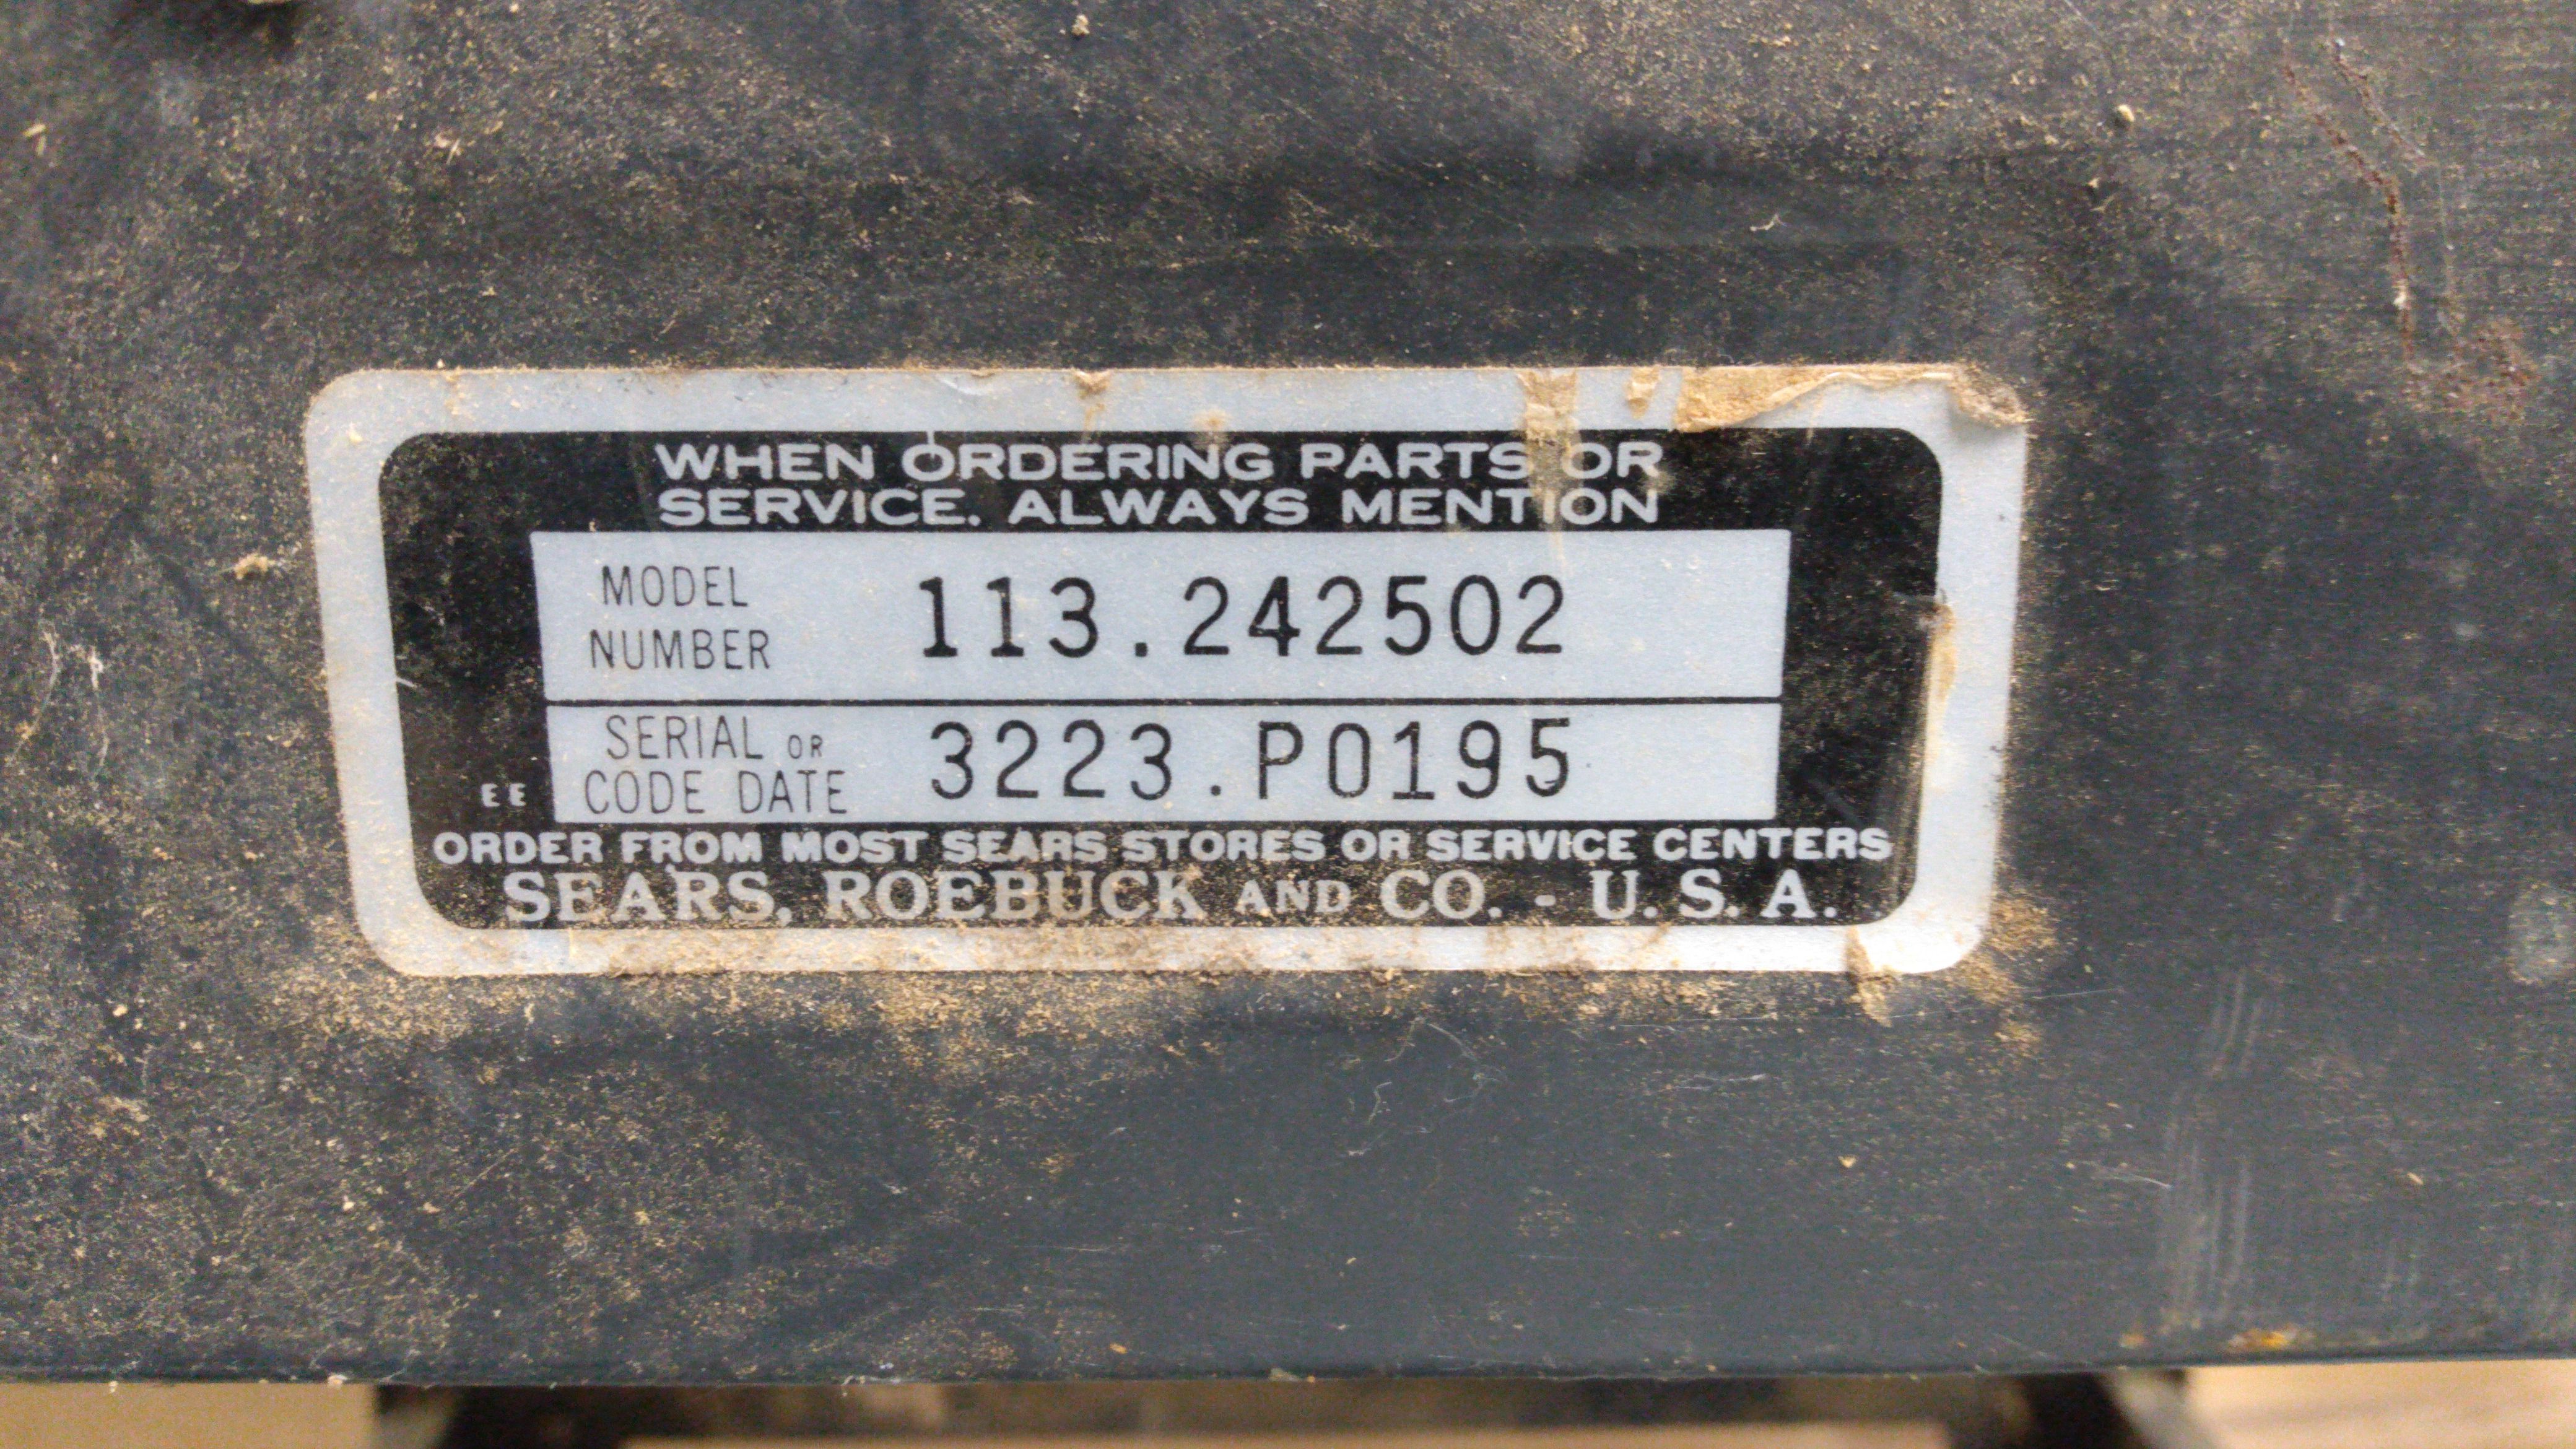 WHEN ORDERING PARTS OR
SERVICE. ALWAYS MENTION
MODEL
NUMBER
113.242502
SERIAL OR
CODE DATE
3223.P0195
EE
ORDER FROM MOST SEARS STORES OR SERVICE CENTERS
SEARS, ROEBUCK AND CO. - U. S. A.